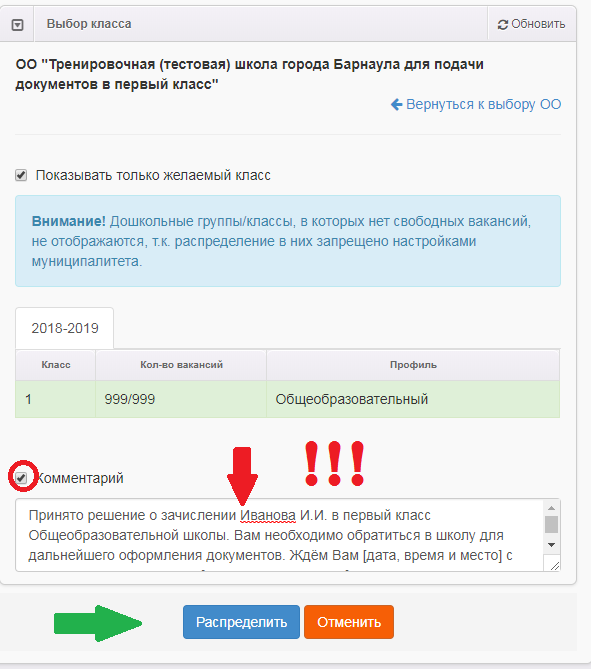 Выбор класса
Обновить
ОО "Тренировочная (тестовая) школа города Барнаула для подачи
документов в первый класс"
Вернуться к выбору ОО
Показывать только желаемый класс
Внимание! Дошкольные группы/классы, в которых нет свободных вакансий,
не отображаются, т.к. распределение в них запрещено настройками
муниципалитета.
2018-2019
Класс Кол-во вакансий Профиль
1 999/999 Общеобразовательный
!!!
Комментарий
Принято решение о зачислении Иванова И.И. в первый класс
Общеобразовательной школы. Вам необходимо обратиться в школу для
дальнейшего оформления документов. Ждём Вам [дата, время и место] с
Распределить Отменить